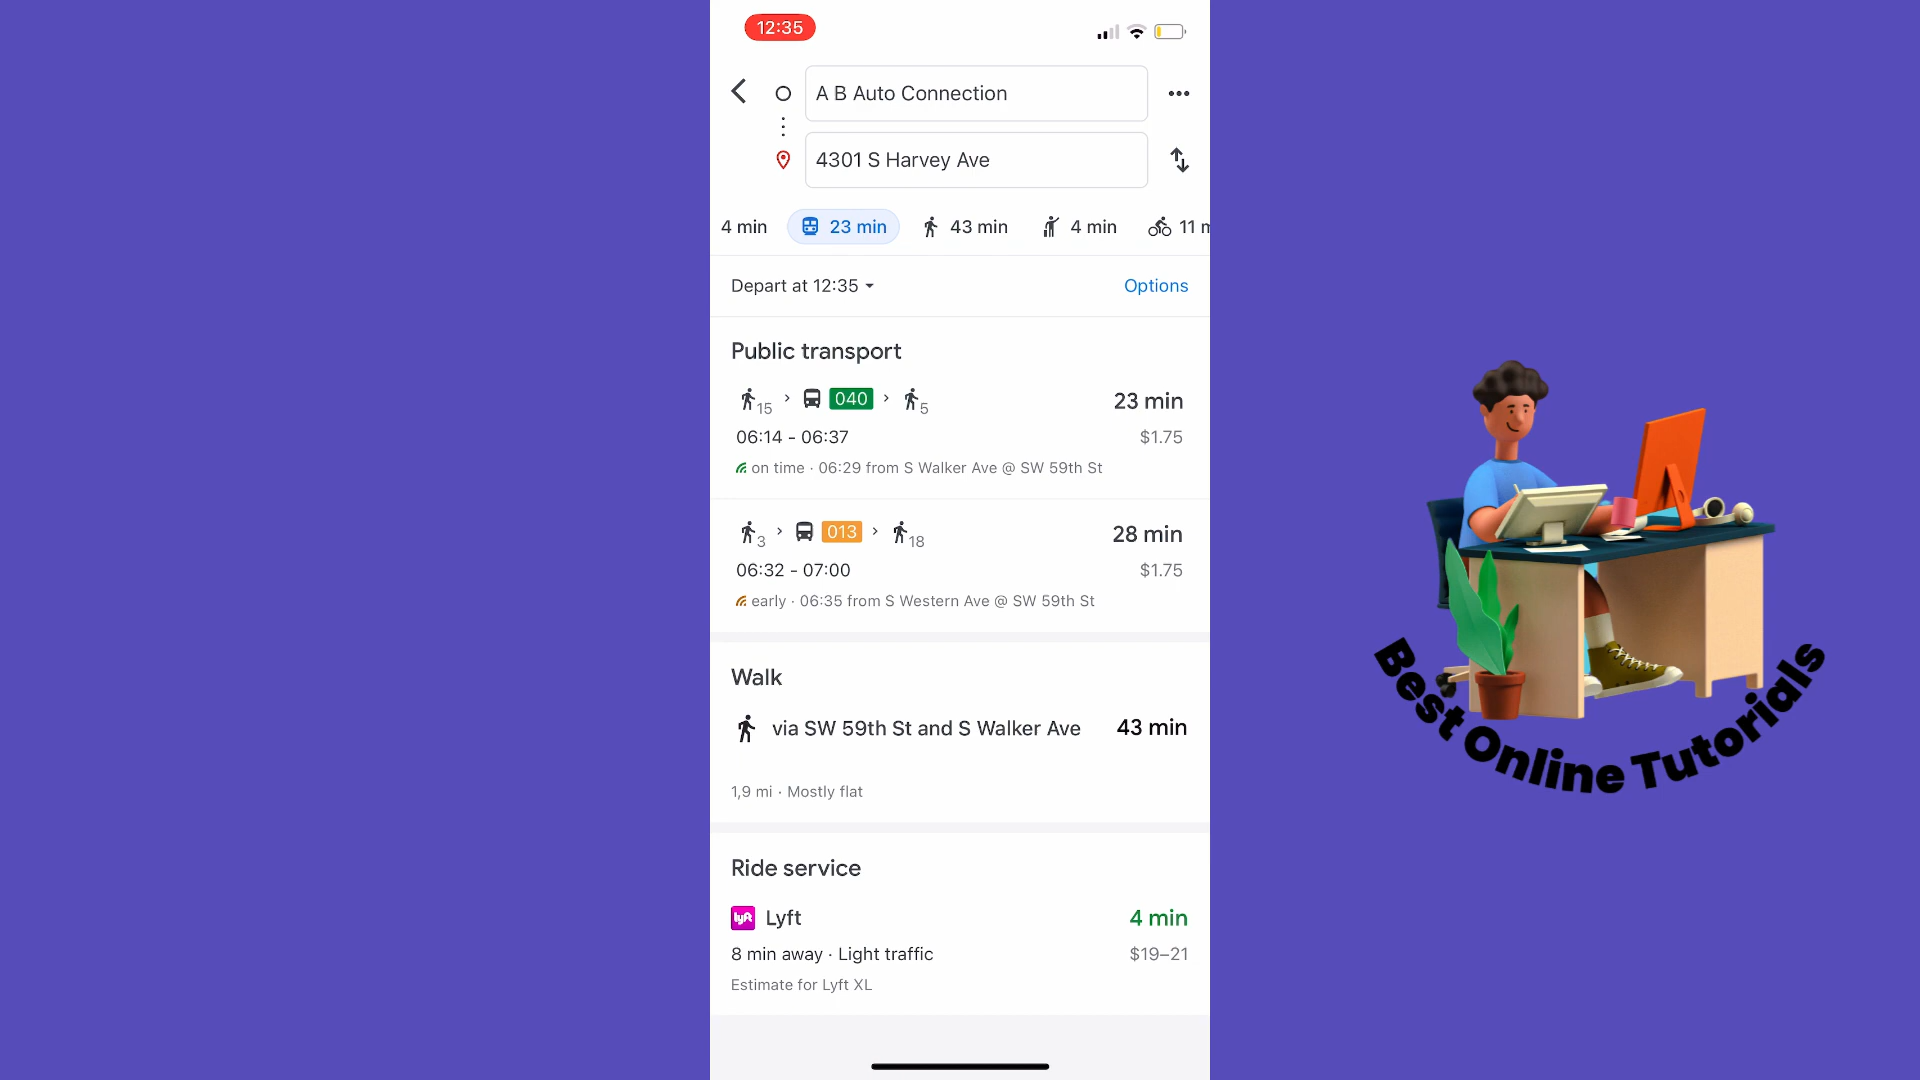 12:35
A B Auto Connection
4301 S Harvey Ave
4 min 23 min 43 min 4 min 11 m
Depart at 12:35 Options
Public transport
15 040 5 23 min
06:14 - 06:37 $1.75
on time · 06:29 from S Walker Ave @ SW 59th St
3 013 18 28 min
06:32 - 07:00 $1.75
early · 06:35 from S Western Ave @ SW 59th St
Walk
via SW 59th St and S Walker Ave 43 min
1,9 mi · Mostly flat
Ride service
lyft Lyft 4 min
8 min away · Light traffic $19–21
Estimate for Lyft XL
Best Online Tutorials